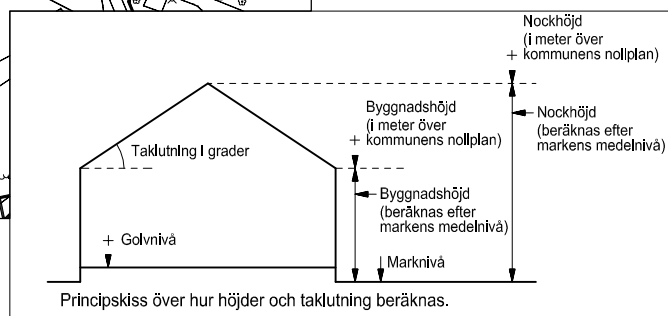 Nockhöjd
(i meter över
+ kommunens nollplan)
Byggnadshöjd
(i meter över
+ kommunens nollplan)
Nockhöjd
(beräknas efter
markens medelnivå)
Taklutning i grader
Byggnadshöjd
(beräknas efter
markens medelnivå)
+ Golvnivå
Marknivå
Principskiss över hur höjder och taklutning beräknas.